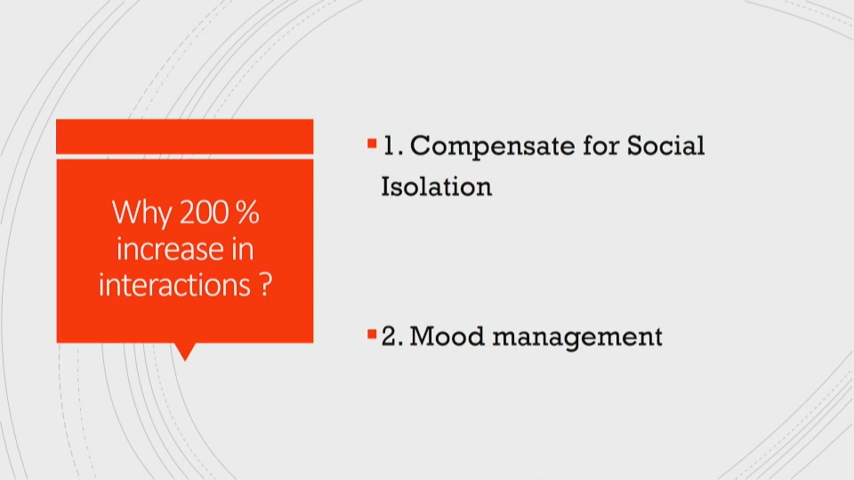 Why 200 %
increase in
interactions ?
1. Compensate for Social
Isolation
2. Mood management